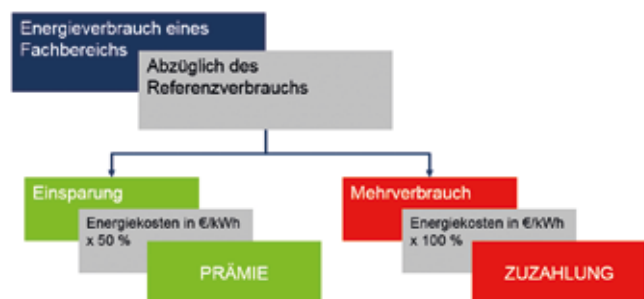 Energieverbrauch eines
Fachbereichs
Abzüglich des
Referenzverbrauchs
Einsparung
Mehrverbrauch
Energiekosten in €/kWh
x 50 %
Energiekosten in €/kWh
x 100 %
PRÄMIE
ZUZAHLUNG